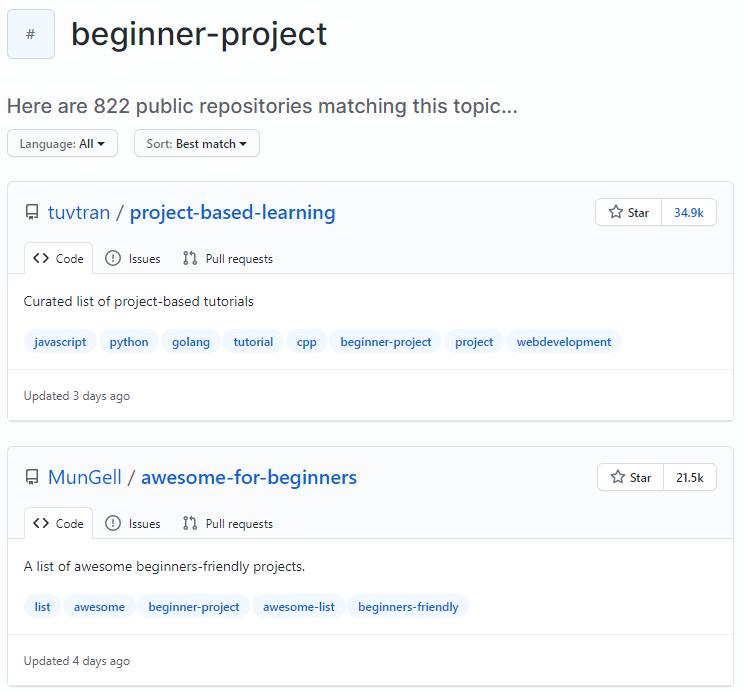 # beginner-project
Here are 822 public repositories matching this topic...
Language: All Sort: Best match
tuvtran / project-based-learning Star 34.9k
Code Issues Pull requests
Curated list of project-based tutorials
javascript python golang tutorial cpp beginner-project project webdevelopment
Updated 3 days ago
MunGell / awesome-for-beginners Star 21.5k
Code Issues Pull requests
A list of awesome beginners-friendly projects.
list awesome beginner-project awesome-list beginners-friendly
Updated 4 days ago